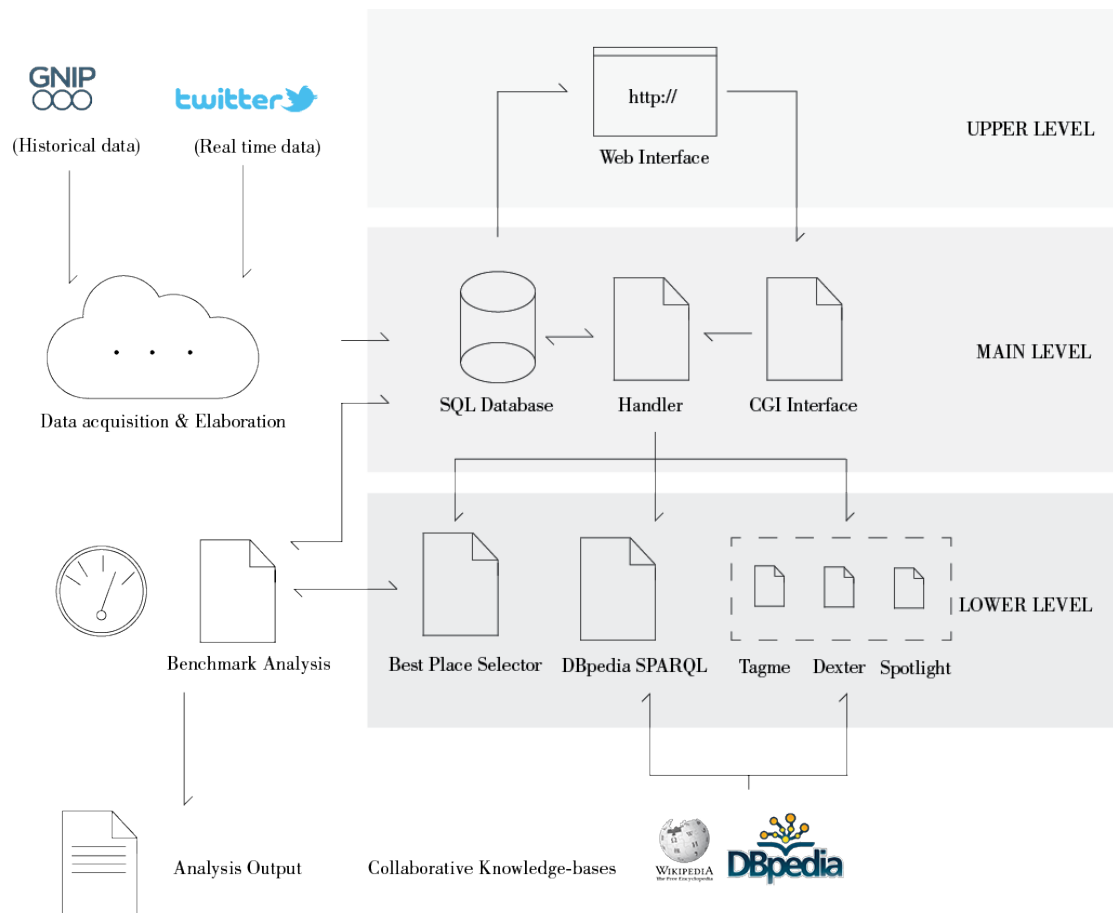 GNIP
twitter
(Historical data)
(Real time data)
http://
Web Interface
UPPER LEVEL
SQL Database
Handler
CGI Interface
MAIN LEVEL
Data acquisition & Elaboration
Benchmark Analysis
Best Place Selector
DBpedia SPARQL
Tagme
Dexter
Spotlight
LOWER LEVEL
Analysis Output
Collaborative Knowledge-bases
WIKIPEDIA
The Free Encyclopedia
DBpedia